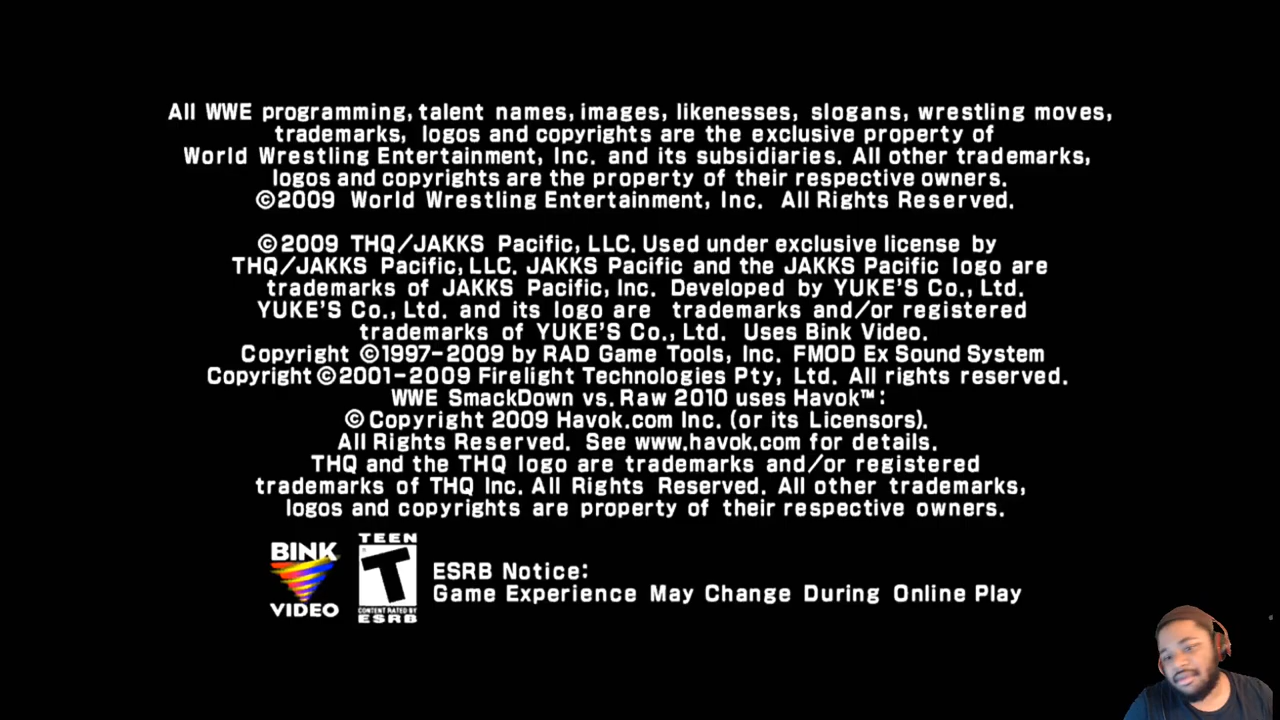 All WWE programming, talent names, images, likenesses, slogans, wrestling moves,
trademarks, logos and copyrights are the exclusive property of
World Wrestling Entertainment, Inc. and its subsidiaries. All other trademarks,
logos and copyrights are the property of their respective owners.
©2009 World Wrestling Entertainment, Inc. All Rights Reserved.
©2009 THQ/JAKKS Pacific, LLC. Used under exclusive license by
THQ/JAKKS Pacific, LLC. JAKKS Pacific and the JAKKS Pacific logo are
trademarks of JAKKS Pacific, Inc. Developed by YUKE'S Co., Ltd.
YUKE'S Co., Ltd. and its logo are trademarks and/or registered
trademarks of YUKE'S Co., Ltd. Uses Bink Video.
Copyright ©1997-2009 by RAD Game Tools, Inc. FMOD Ex Sound System
Copyright ©2001-2009 Firelight Technologies Pty, Ltd. All rights reserved.
WWE SmackDown vs. Raw 2010 uses Havok™:
© Copyright 2009 Havok.com Inc. (or its Licensors).
All Rights Reserved. See www.havok.com for details.
THQ and the THQ logo are trademarks and/or registered
trademarks of THQ Inc. All Rights Reserved. All other trademarks,
logos and copyrights are property of their respective owners.
BINK
VIDEO
TEEN
T
CONTENT RATED BY
ESRB
ESRB Notice:
Game Experience May Change During Online Play